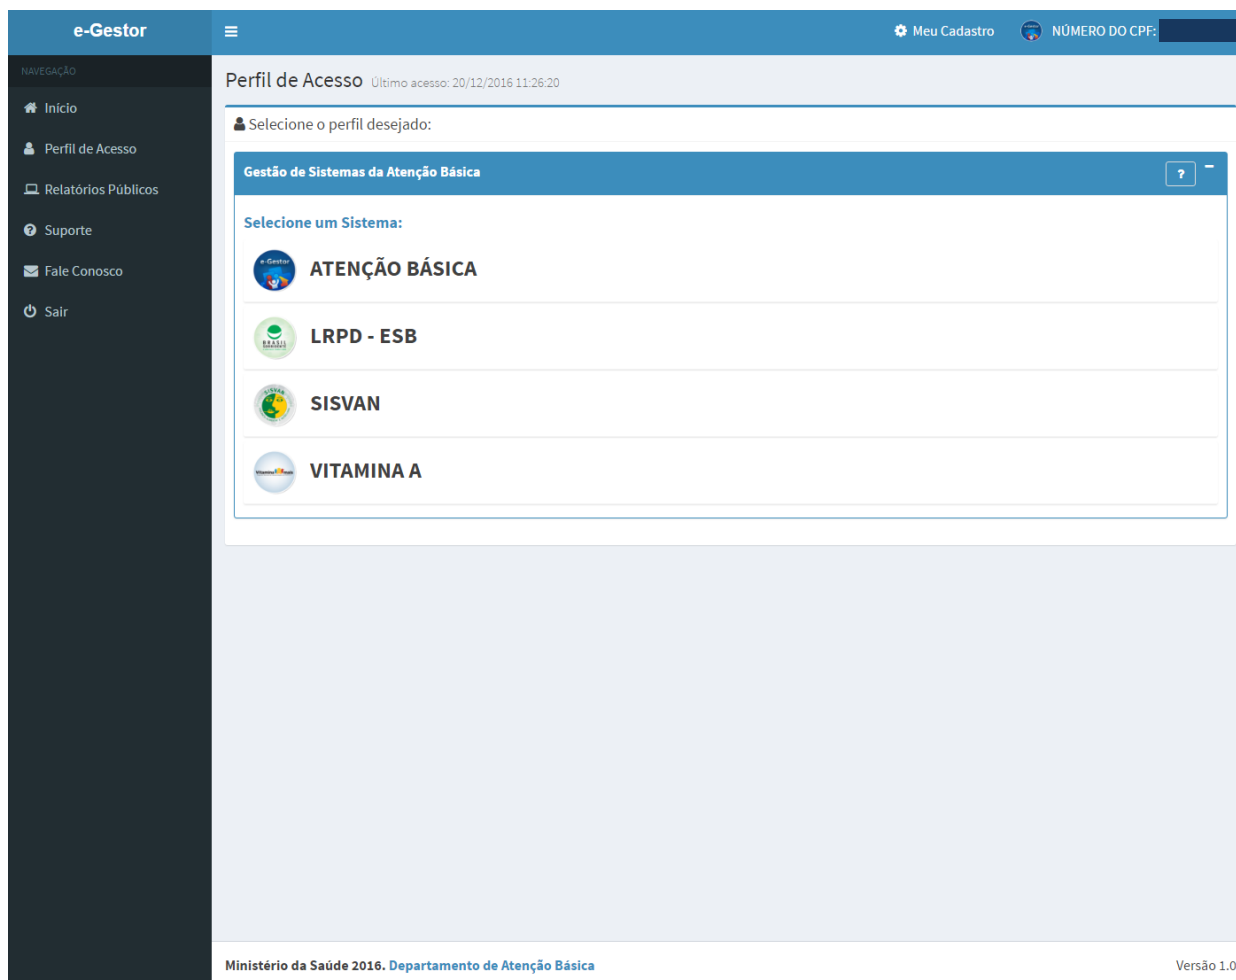 e-Gestor
Meu Cadastro
NÚMERO DO CPF:
NAVEGAÇÃO
Início
Perfil de Acesso
Relatórios Públicos
Suporte
Fale Conosco
Sair
Perfil de Acesso Último acesso: 20/12/2016 11:26:20
Selecione o perfil desejado:
Gestão de Sistemas da Atenção Básica
?
Selecione um Sistema:
e-Gestor
ATENÇÃO BÁSICA
BRASIL
LRPD - ESB
SISVAN
SISVAN
VITAMINA A
Ministério da Saúde 2016. Departamento de Atenção Básica
Versão 1.0